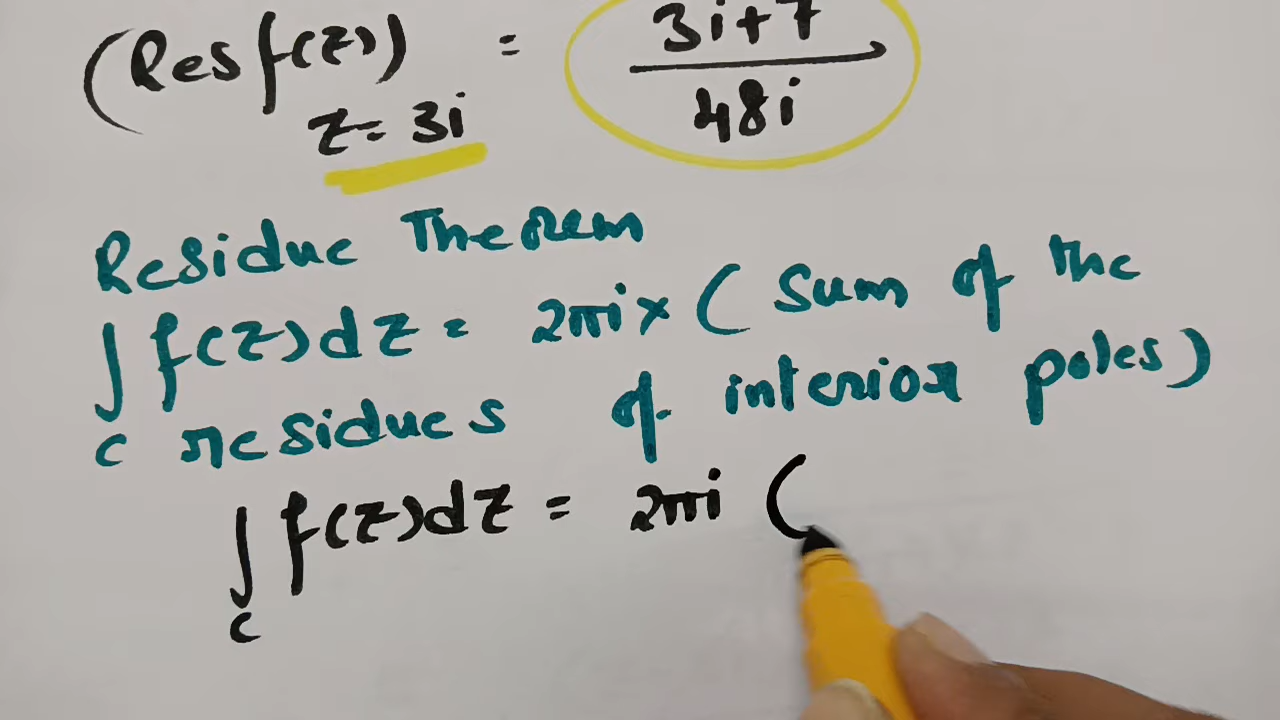 (Res f(z)) = 3i+7
z= 3i 48i
Residue Theorem
∫ f(z)dz = 2πi× ( Sum of the
c residues of interior poles)
∫ f(z)dz = 2πi (
c